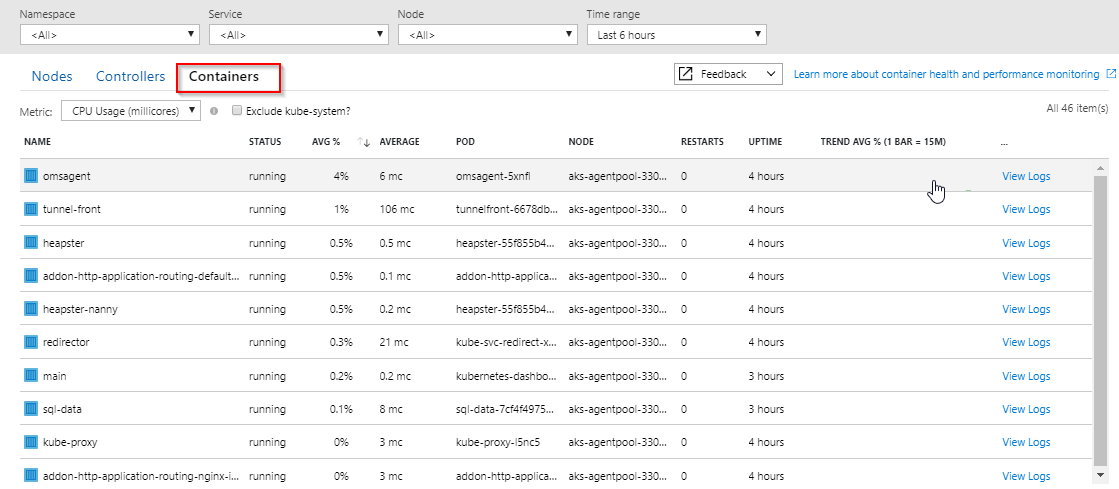 Namespace Service Node Time range
<All> <All> <All> Last 6 hours
Nodes Controllers Containers Feedback Learn more about container health and performance monitoring
Metric: CPU Usage (millicores) Exclude kube-system? All 46 item(s)
NAME STATUS AVG % AVERAGE POD NODE RESTARTS UPTIME TREND AVG % (1 BAR = 15M) ...
omsagent running 4% 6 mc omsagent-5xnfl aks-agentpool-330... 0 4 hours View Logs
tunnel-front running 1% 106 mc tunnelfront-6678db... aks-agentpool-330... 0 4 hours View Logs
heapster running 0.5% 0.5 mc heapster-55f855b4... aks-agentpool-330... 0 4 hours View Logs
addon-http-application-routing-default... running 0.5% 0.1 mc addon-http-applica... aks-agentpool-330... 0 4 hours View Logs
heapster-nanny running 0.5% 0.2 mc heapster-55f855b4... aks-agentpool-330... 0 4 hours View Logs
redirector running 0.3% 21 mc kube-svc-redirect-x... aks-agentpool-330... 0 4 hours View Logs
main running 0.2% 0.2 mc kubernetes-dashbo... aks-agentpool-330... 0 3 hours View Logs
sql-data running 0.1% 8 mc sql-data-7cf4f4975... aks-agentpool-330... 0 3 hours View Logs
kube-proxy running 0% 3 mc kube-proxy-l5nc5 aks-agentpool-330... 0 4 hours View Logs
addon-http-application-routing-nginx-i... running 0% 3 mc addon-http-applica... aks-agentpool-330... 0 4 hours View Logs